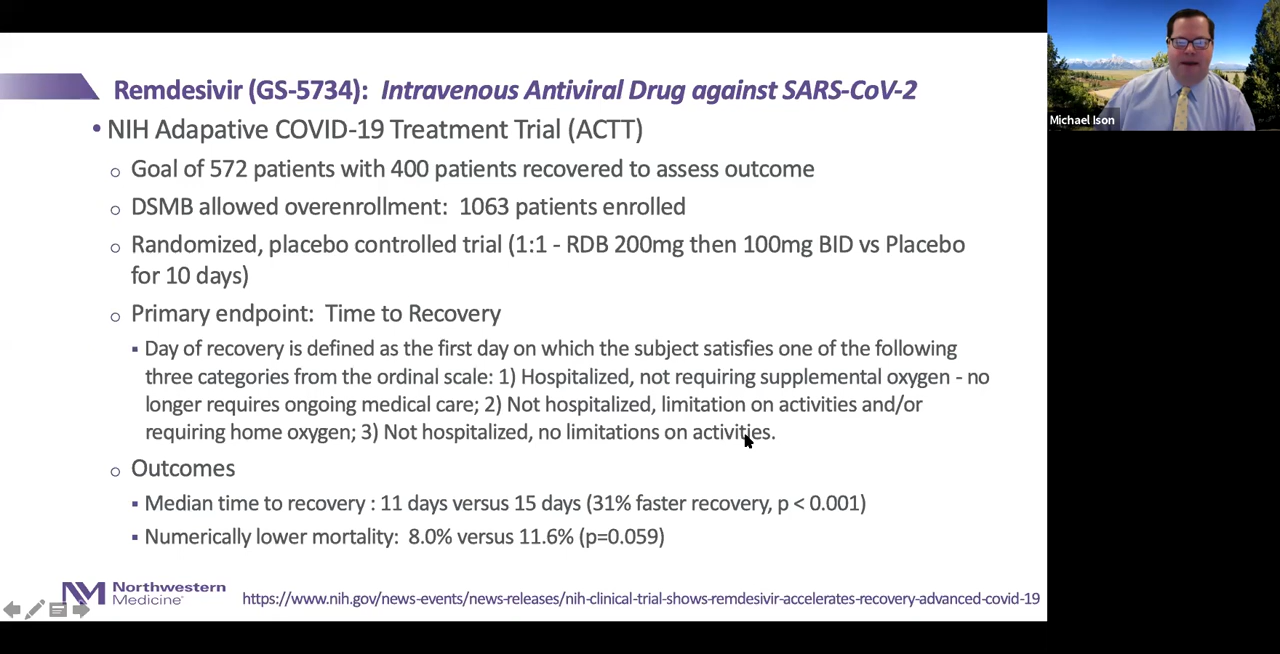 Remdesivir (GS-5734): Intravenous Antiviral Drug against SARS-CoV-2
• NIH Adapative COVID-19 Treatment Trial (ACTT)
o Goal of 572 patients with 400 patients recovered to assess outcome
o DSMB allowed overenrollment: 1063 patients enrolled
o Randomized, placebo controlled trial (1:1 - RDB 200mg then 100mg BID vs Placebo
for 10 days)
o Primary endpoint: Time to Recovery
▪ Day of recovery is defined as the first day on which the subject satisfies one of the following
three categories from the ordinal scale: 1) Hospitalized, not requiring supplemental oxygen - no
longer requires ongoing medical care; 2) Not hospitalized, limitation on activities and/or
requiring home oxygen; 3) Not hospitalized, no limitations on activities.
o Outcomes
▪ Median time to recovery : 11 days versus 15 days (31% faster recovery, p < 0.001)
▪ Numerically lower mortality: 8.0% versus 11.6% (p=0.059)
NM Northwestern
Medicine®
https://www.nih.gov/news-events/news-releases/nih-clinical-trial-shows-remdesivir-accelerates-recovery-advanced-covid-19
Michael Ison